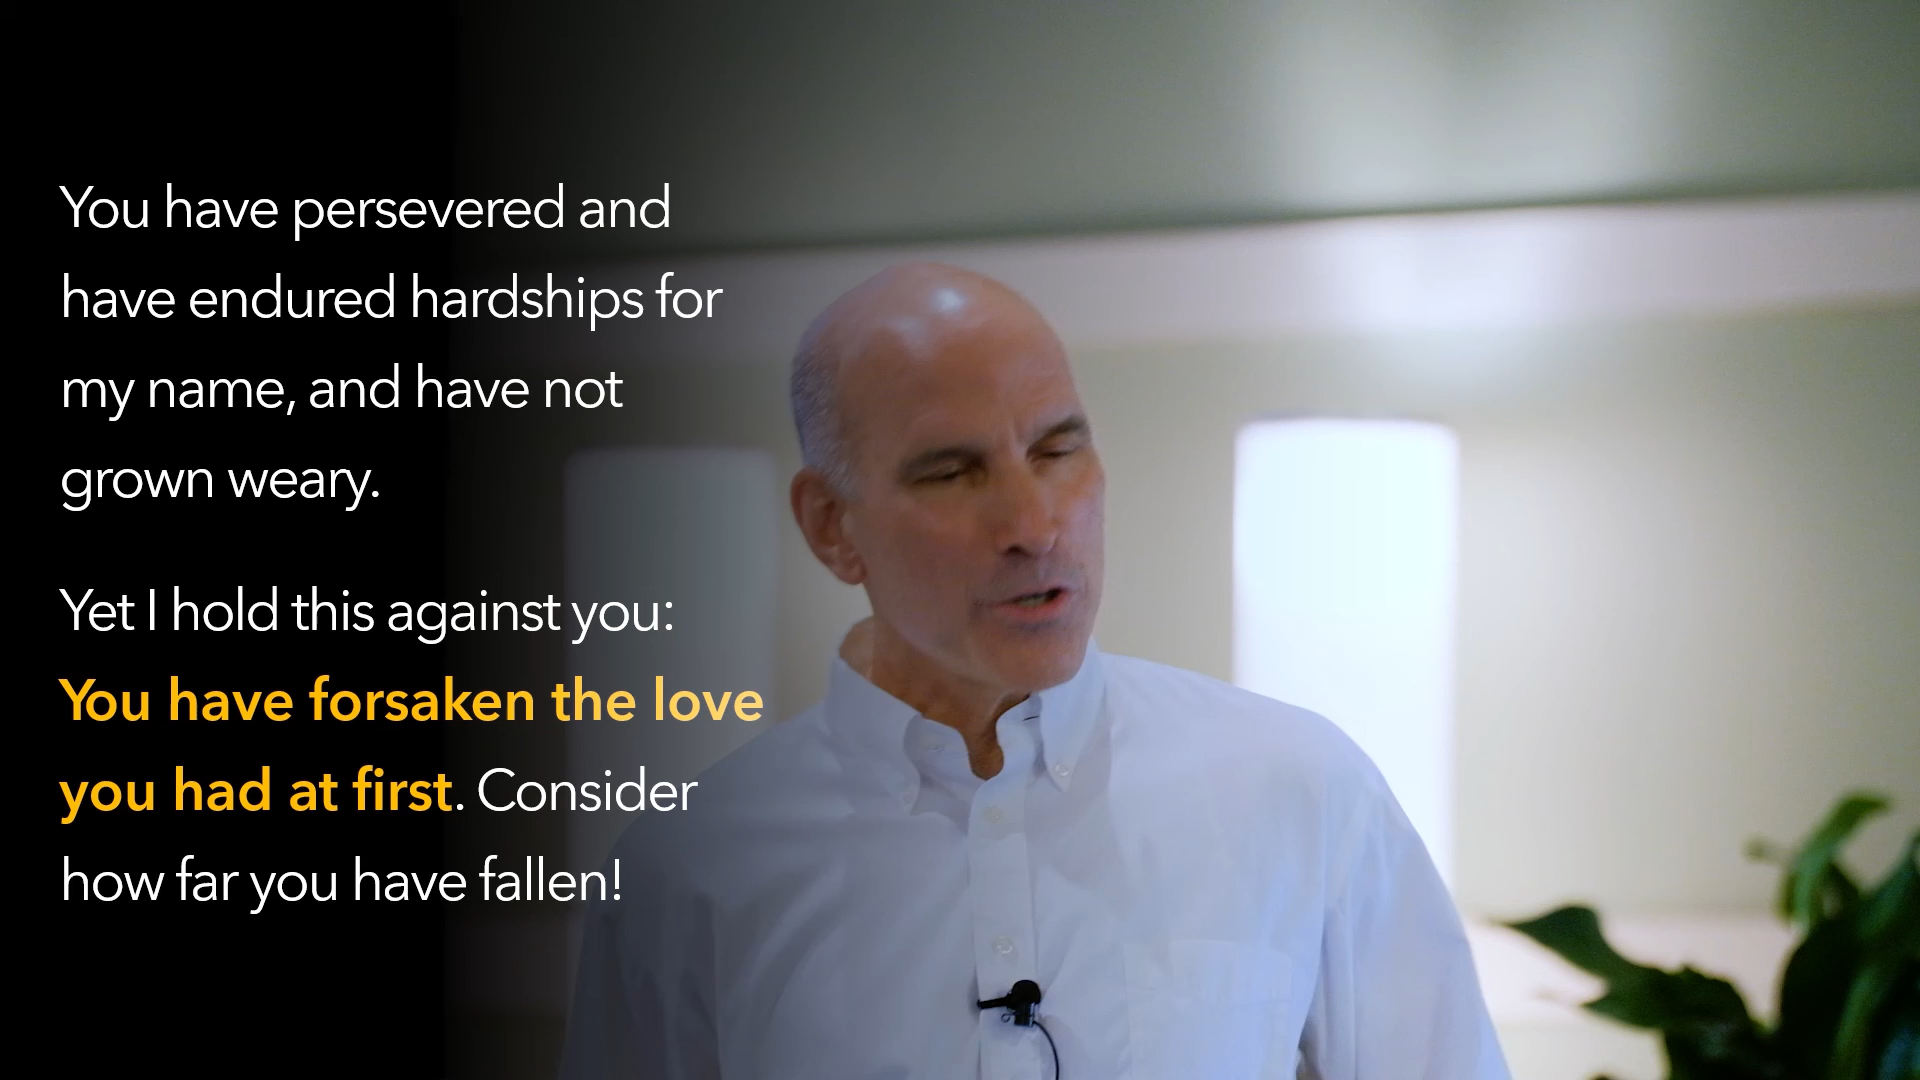 You have persevered and
have endured hardships for
my name, and have not
grown weary.
Yet I hold this against you:
You have forsaken the love
you had at first. Consider
how far you have fallen!